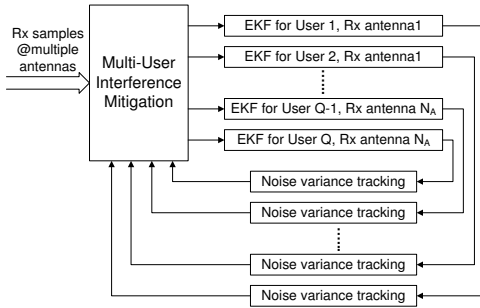 Rx samples
@multiple
antennas
Multi-User
Interference
Mitigation
EKF for User 1, Rx antenna1
EKF for User 2, Rx antenna1
EKF for User Q-1, Rx antenna N_A
EKF for User Q, Rx antenna N_A
Noise variance tracking
Noise variance tracking
Noise variance tracking
Noise variance tracking